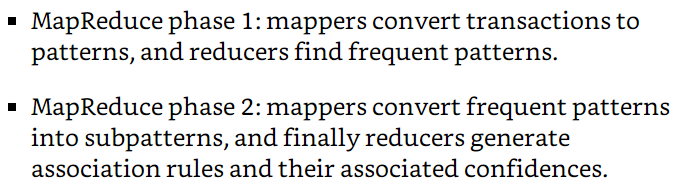 ▪ MapReduce phase 1: mappers convert transactions to
patterns, and reducers find frequent patterns.
▪ MapReduce phase 2: mappers convert frequent patterns
into subpatterns, and finally reducers generate
association rules and their associated confidences.